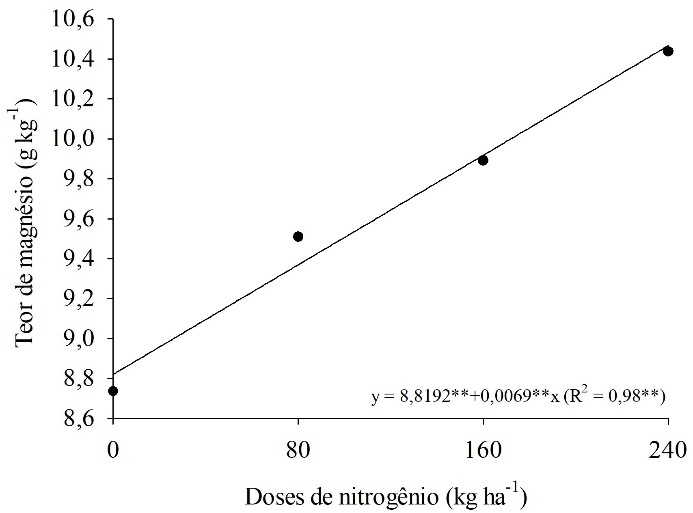 10,6
10,4
10,2
10,0
9,8
9,6
9,4
9,2
9,0
8,8
8,6
Teor de magnésio (g kg⁻¹)
y = 8,8192**+0,0069**x (R² = 0,98**)
0 80 160 240
Doses de nitrogênio (kg ha⁻¹)